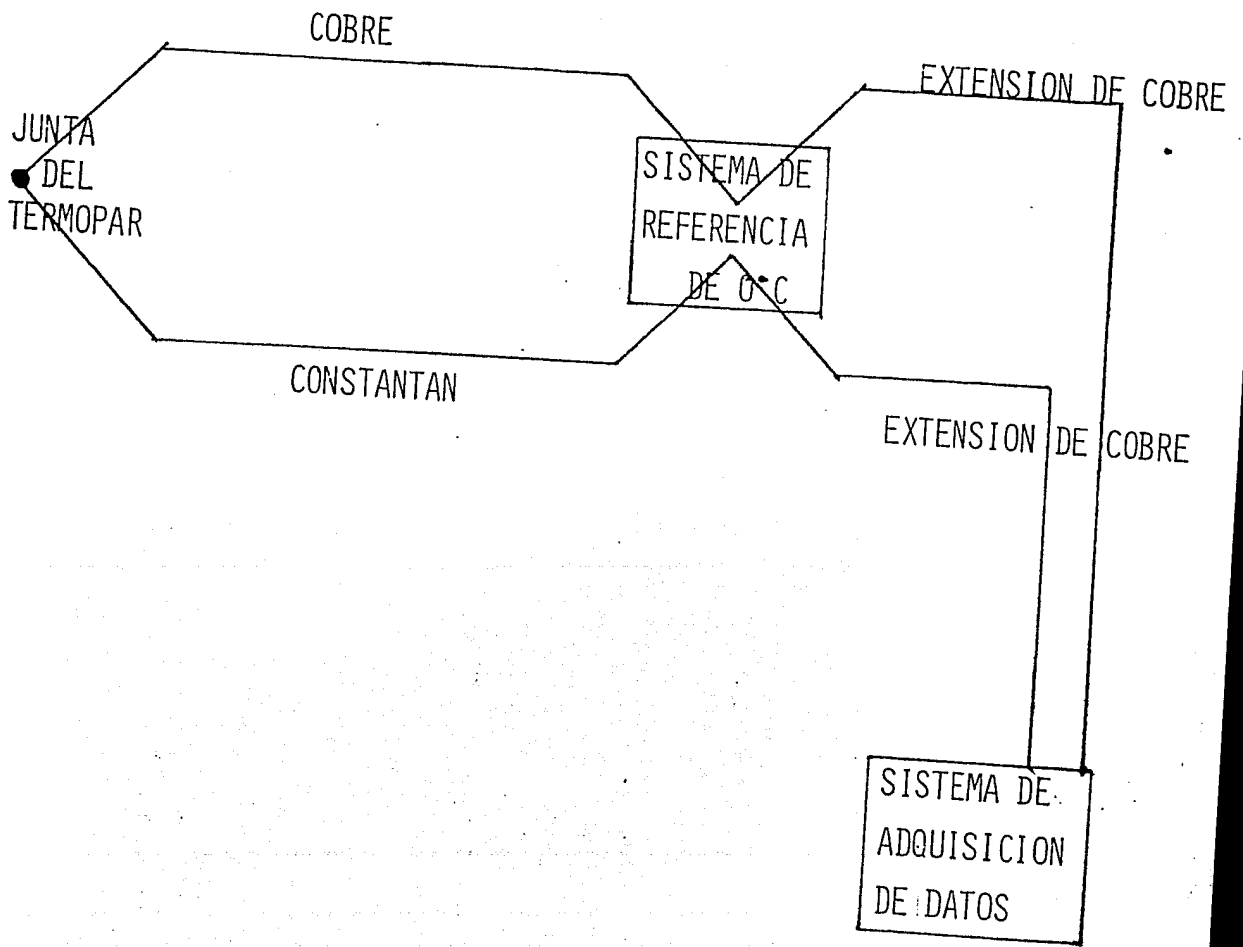 COBRE
EXTENSION DE COBRE
JUNTA
DEL
TERMOPAR
SISTEMA DE
REFERENCIA
DE 0°C
CONSTANTAN
EXTENSION DE COBRE
SISTEMA DE
ADQUISICION
DE DATOS